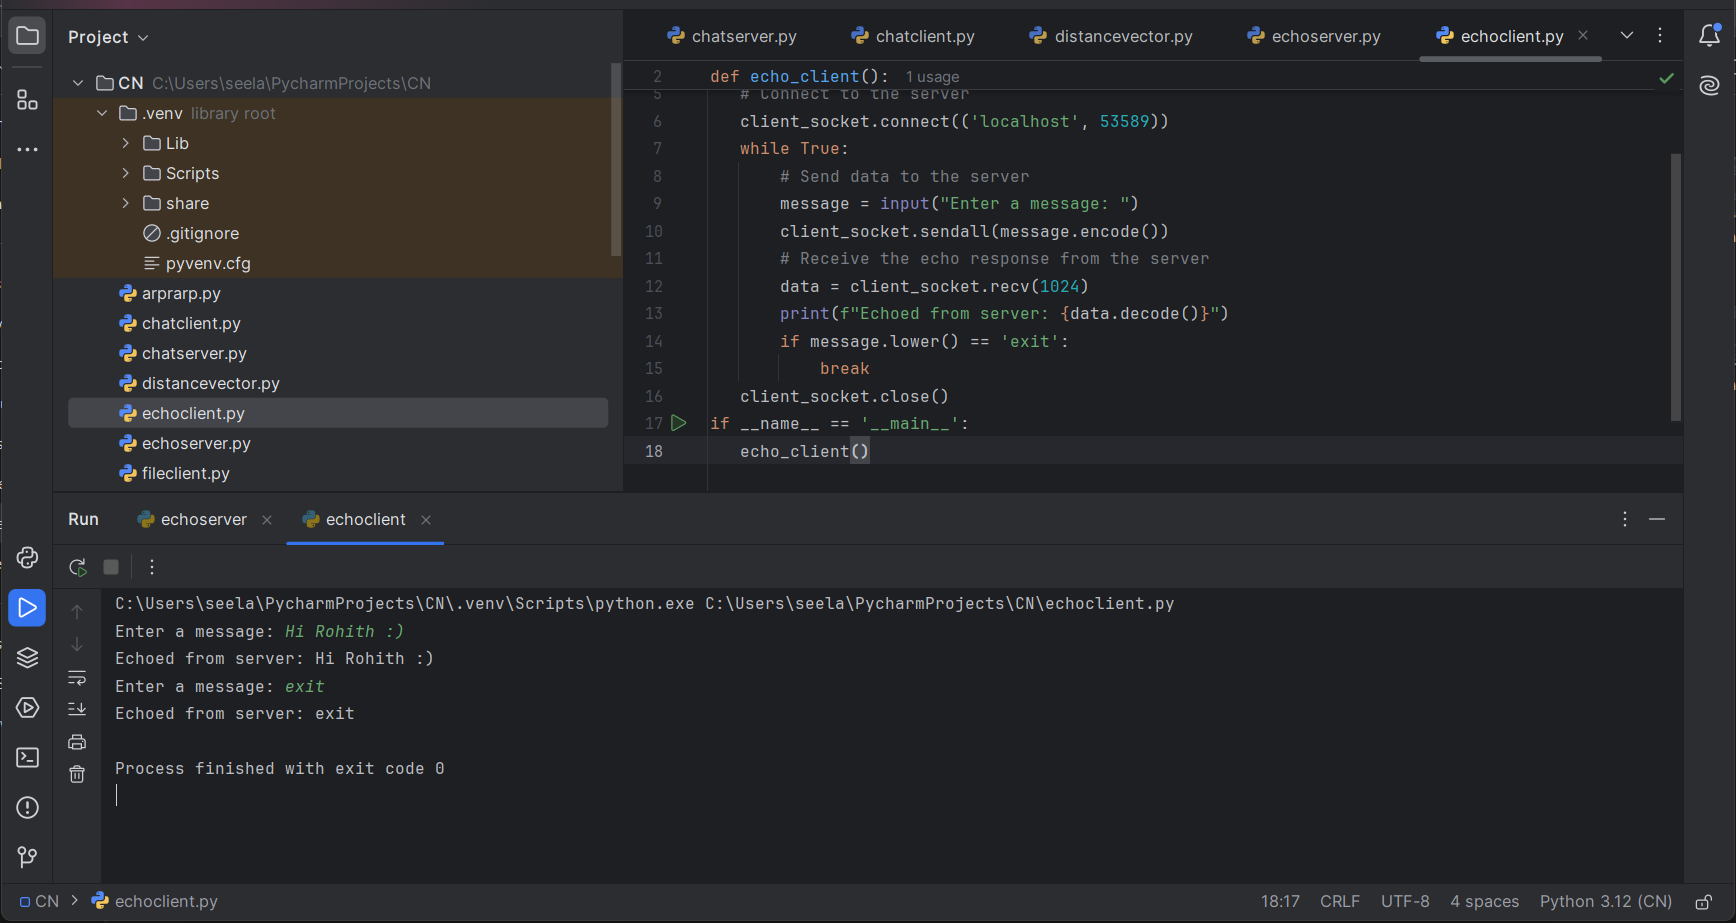 Project
CN C:\Users\seela\PycharmProjects\CN
.venv library root
Lib
Scripts
share
.gitignore
pyvenv.cfg
arprarp.py
chatclient.py
chatserver.py
distancevector.py
echoclient.py
echoserver.py
fileclient.py
chatserver.py chatclient.py distancevector.py echoserver.py echoclient.py
2 def echo_client(): 1 usage
5 # Connect to the server
6 client_socket.connect(('localhost', 53589))
7 while True:
8 # Send data to the server
9 message = input("Enter a message: ")
10 client_socket.sendall(message.encode())
11 # Receive the echo response from the server
12 data = client_socket.recv(1024)
13 print(f"Echoed from server: {data.decode()}")
14 if message.lower() == 'exit':
15 break
16 client_socket.close()
17 if __name__ == '__main__':
18 echo_client()
Run echoserver echoclient
C:\Users\seela\PycharmProjects\CN\.venv\Scripts\python.exe C:\Users\seela\PycharmProjects\CN\echoclient.py
Enter a message: Hi Rohith :)
Echoed from server: Hi Rohith :)
Enter a message: exit
Echoed from server: exit
Process finished with exit code 0
CN echoclient.py 18:17 CRLF UTF-8 4 spaces Python 3.12 (CN)